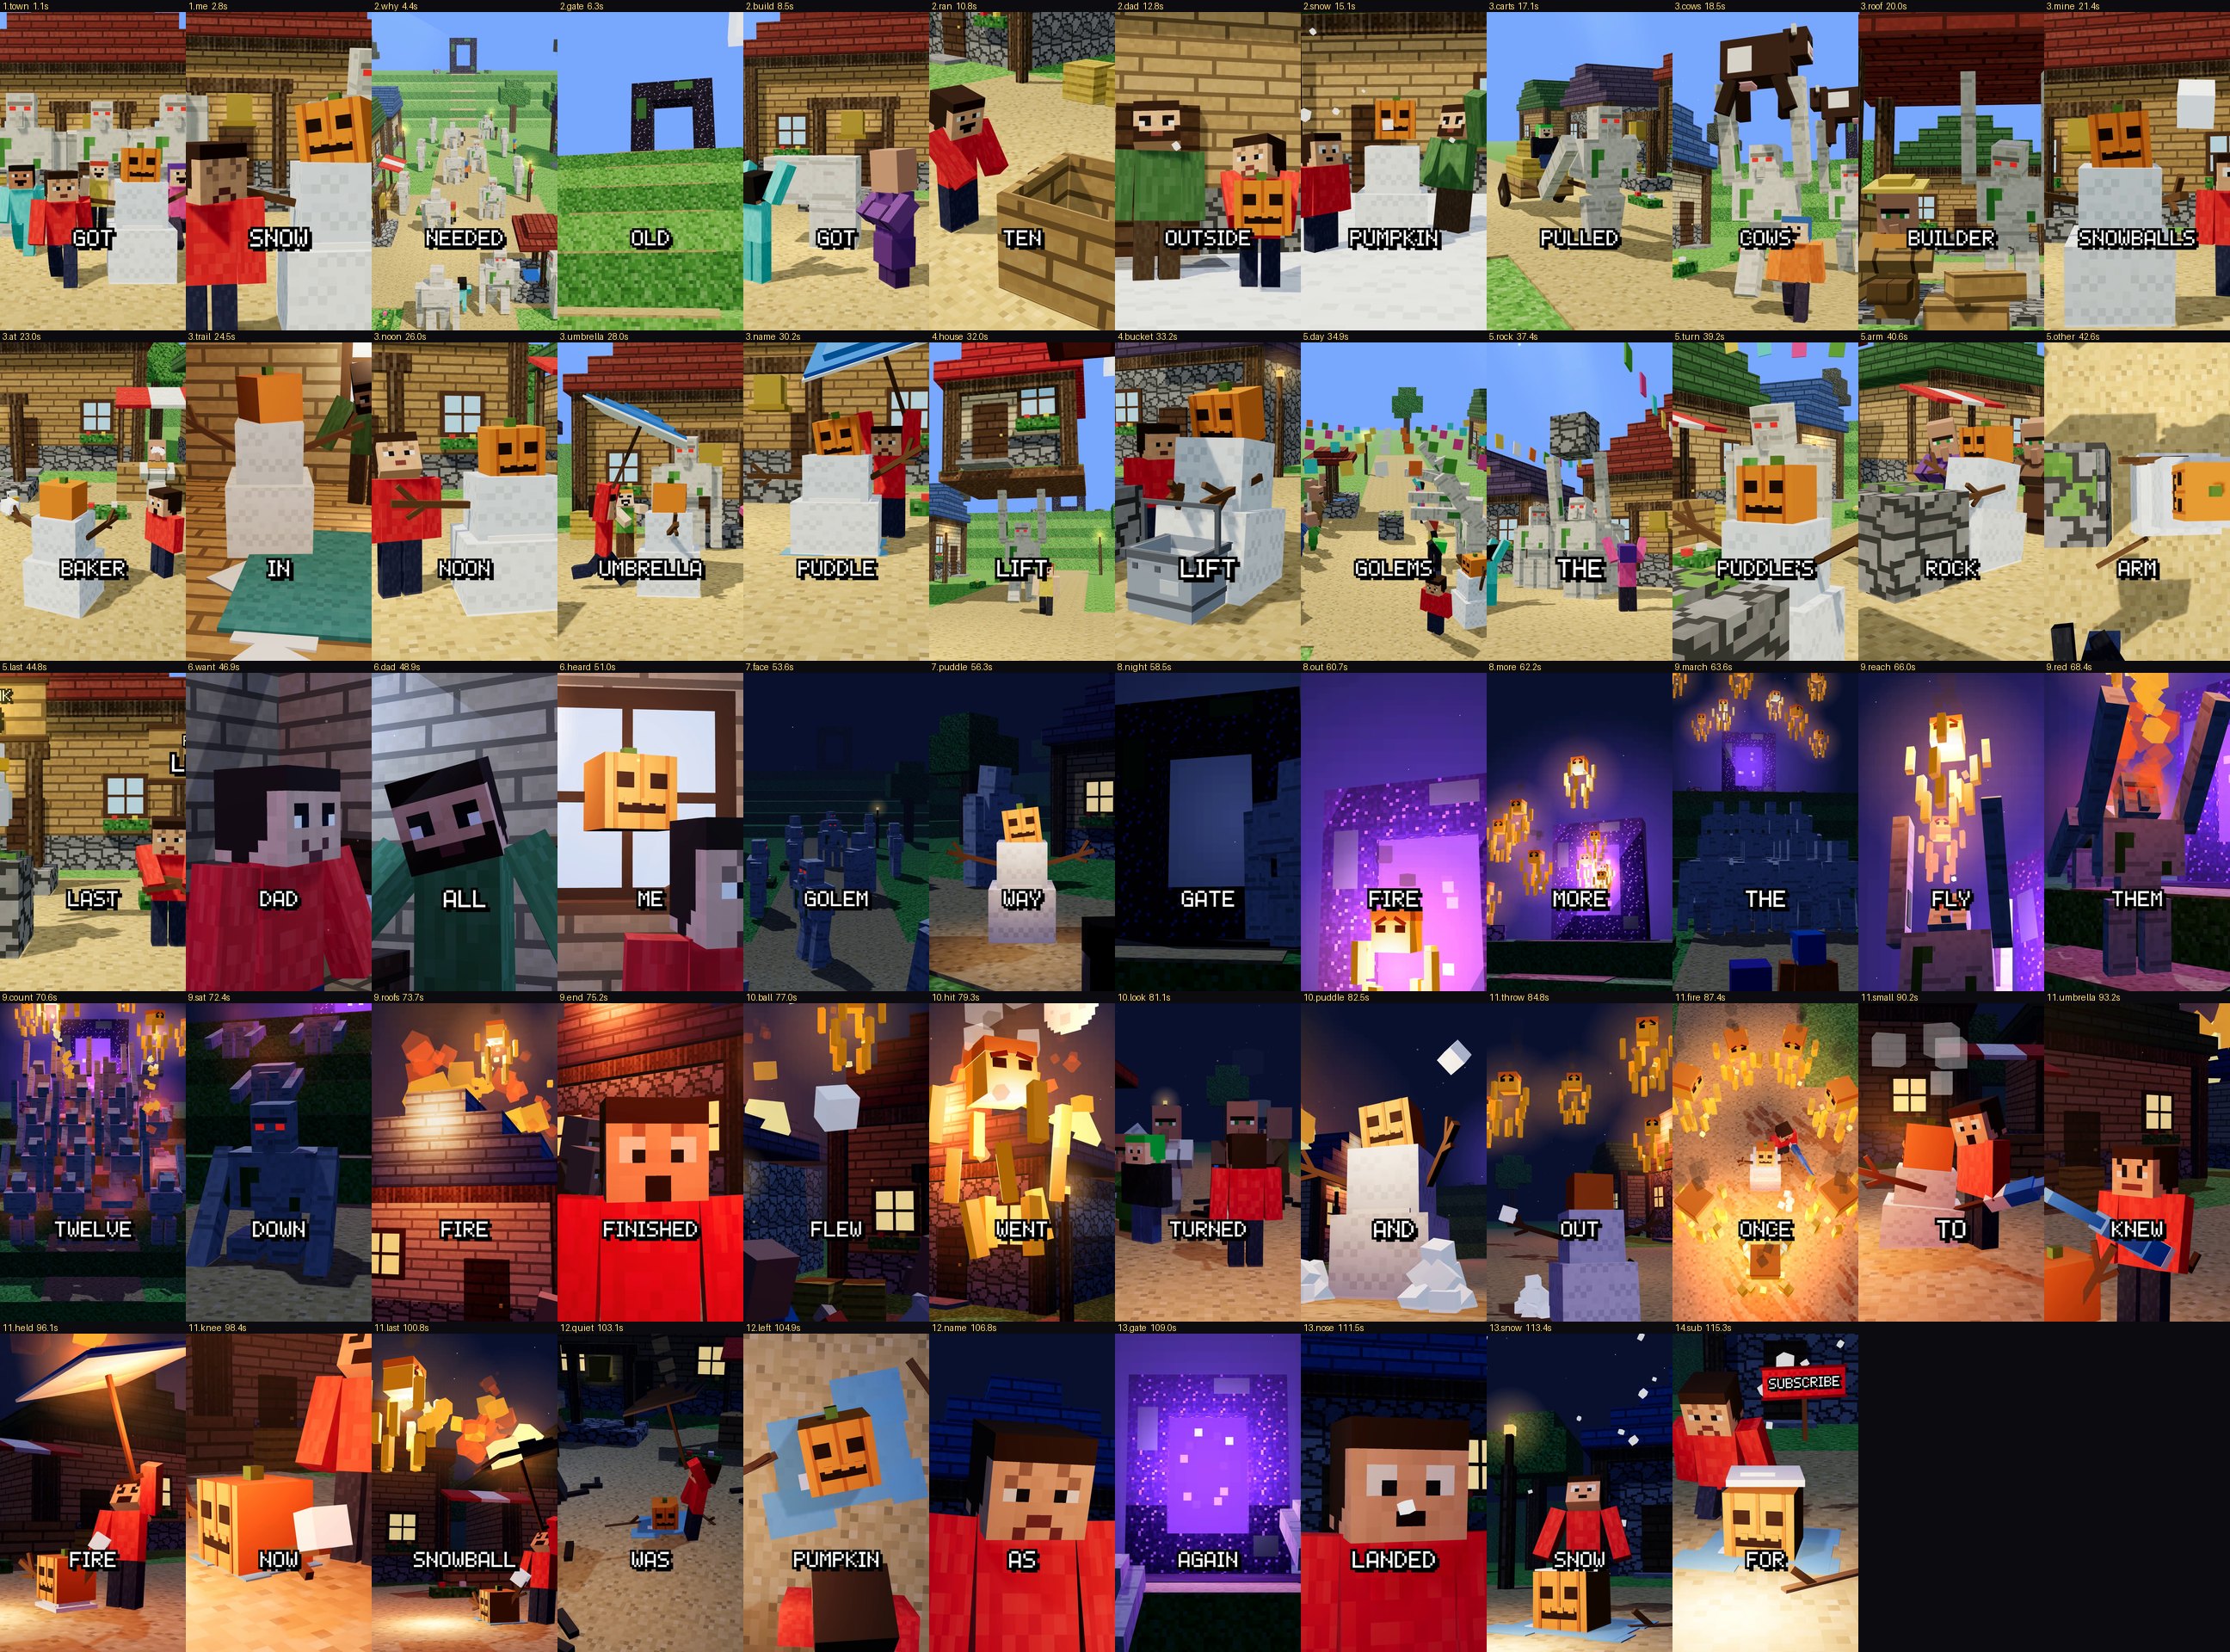 1.town 1.1s
1.me 2.8s
2.why 4.4s
2.gate 6.3s
2.build 8.5s
2.ran 10.8s
2.dad 12.8s
2.snow 15.1s
3.carts 17.1s
3.cows 18.5s
3.roof 20.0s
3.mine 21.4s
GOT
SNOW
NEEDED
OLD
GOT
TEN
OUTSIDE
PUMPKIN
PULLED
COWS
BUILDER
SNOWBALLS
3.at 23.0s
3.trail 24.5s
3.noon 26.0s
3.umbrella 28.0s
3.name 30.2s
4.house 32.0s
4.bucket 33.2s
5.day 34.9s
5.rock 37.4s
5.turn 39.2s
5.arm 40.6s
5.other 42.6s
BAKER
IN
NOON
UMBRELLA
PUDDLE
LIFT
LIFT
GOLEMS
THE
PUDDLE'S
ROCK
ARM
5.last 44.8s
6.want 46.9s
6.dad 48.9s
6.heard 51.0s
7.face 53.6s
7.puddle 56.3s
8.night 58.5s
8.out 60.7s
8.more 62.2s
9.march 63.6s
9.reach 66.0s
9.red 68.4s
LAST
DAD
ALL
ME
GOLEM
WAY
GATE
FIRE
MORE
THE
FLY
THEM
9.count 70.6s
9.sat 72.4s
9.roofs 73.7s
9.end 75.2s
10.ball 77.0s
10.hit 79.3s
10.look 81.1s
10.puddle 82.5s
11.throw 84.8s
11.fire 87.4s
11.small 90.2s
11.umbrella 93.2s
TWELVE
DOWN
FIRE
FINISHED
FLEW
WENT
TURNED
AND
OUT
ONCE
TO
KNEW
11.held 96.1s
11.knee 98.4s
11.last 100.8s
12.quiet 103.1s
12.left 104.9s
12.name 106.8s
13.gate 109.0s
13.nose 111.5s
13.snow 113.4s
14.sub 115.3s
SUBSCRIBE
FIRE
NOW
SNOWBALL
WAS
PUMPKIN
AS
AGAIN
LANDED
SNOW
FOR